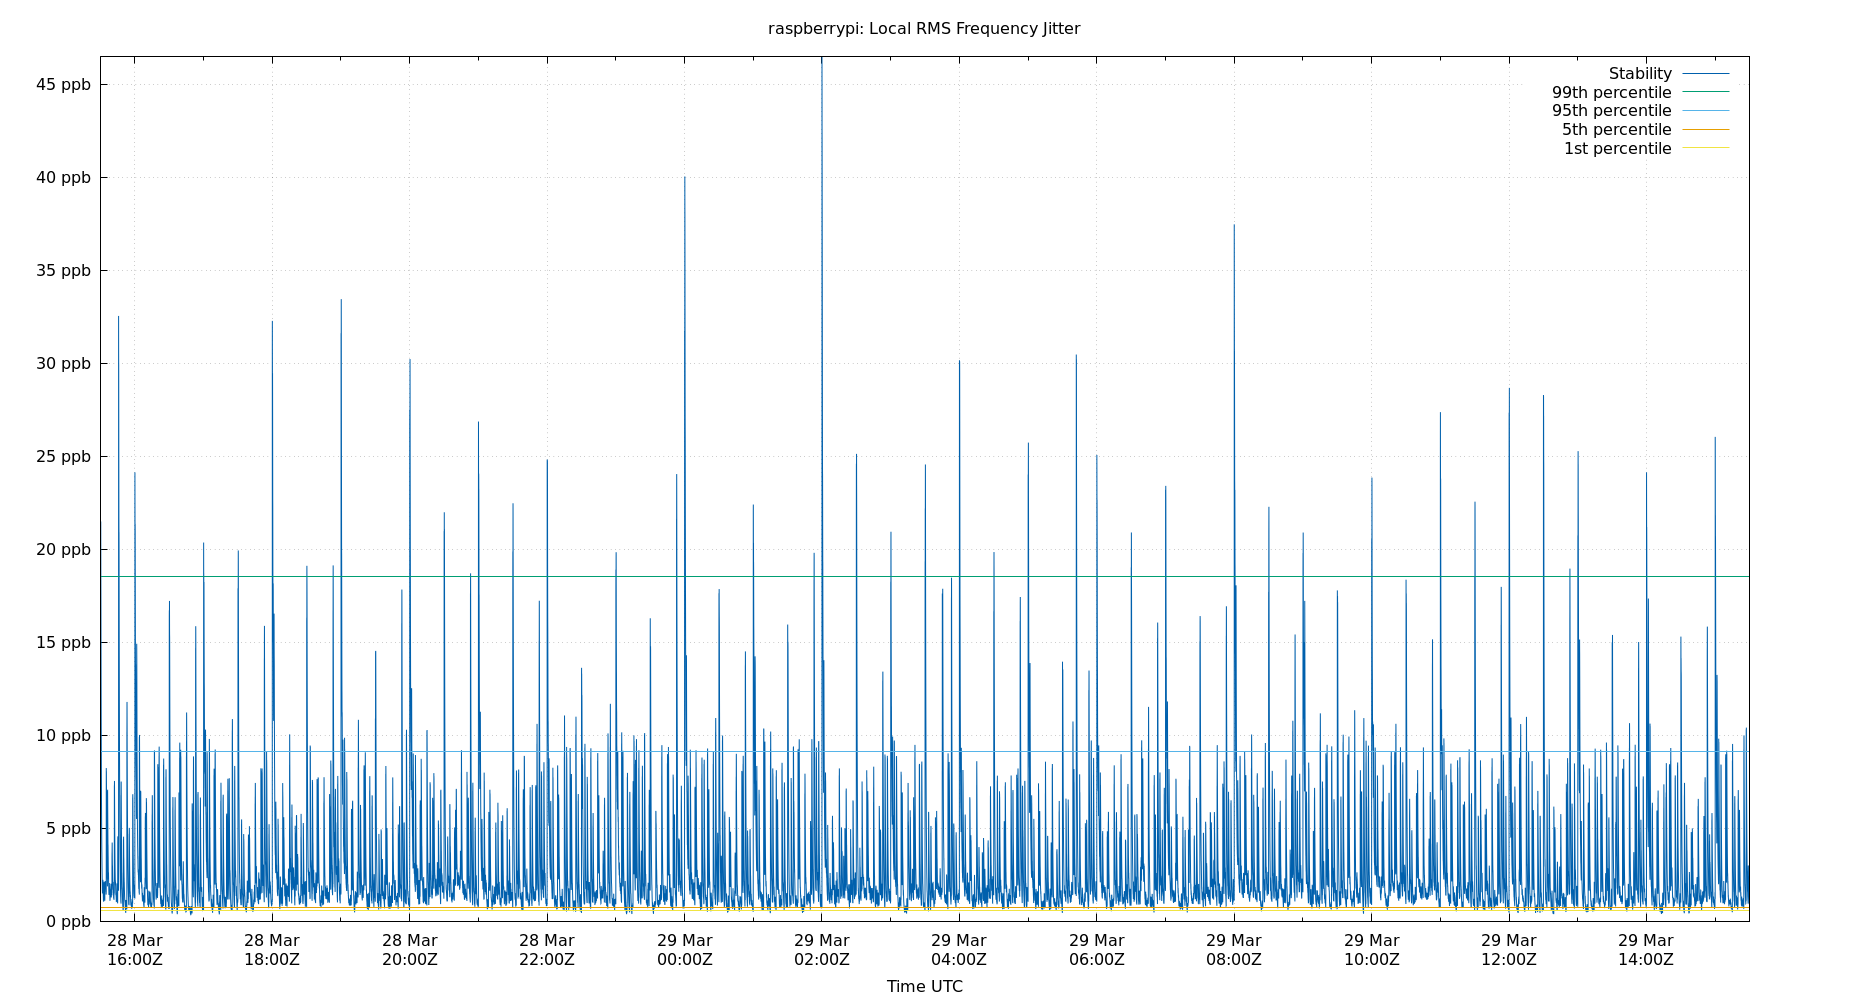 raspberrypi: Local RMS Frequency Jitter
45 ppb
40 ppb
35 ppb
30 ppb
25 ppb
20 ppb
15 ppb
10 ppb
5 ppb
0 ppb
Stability
99th percentile
95th percentile
5th percentile
1st percentile
28 Mar 28 Mar 28 Mar 28 Mar 29 Mar 29 Mar 29 Mar 29 Mar 29 Mar 29 Mar 29 Mar 29 Mar
16:00Z 18:00Z 20:00Z 22:00Z 00:00Z 02:00Z 04:00Z 06:00Z 08:00Z 10:00Z 12:00Z 14:00Z
Time UTC